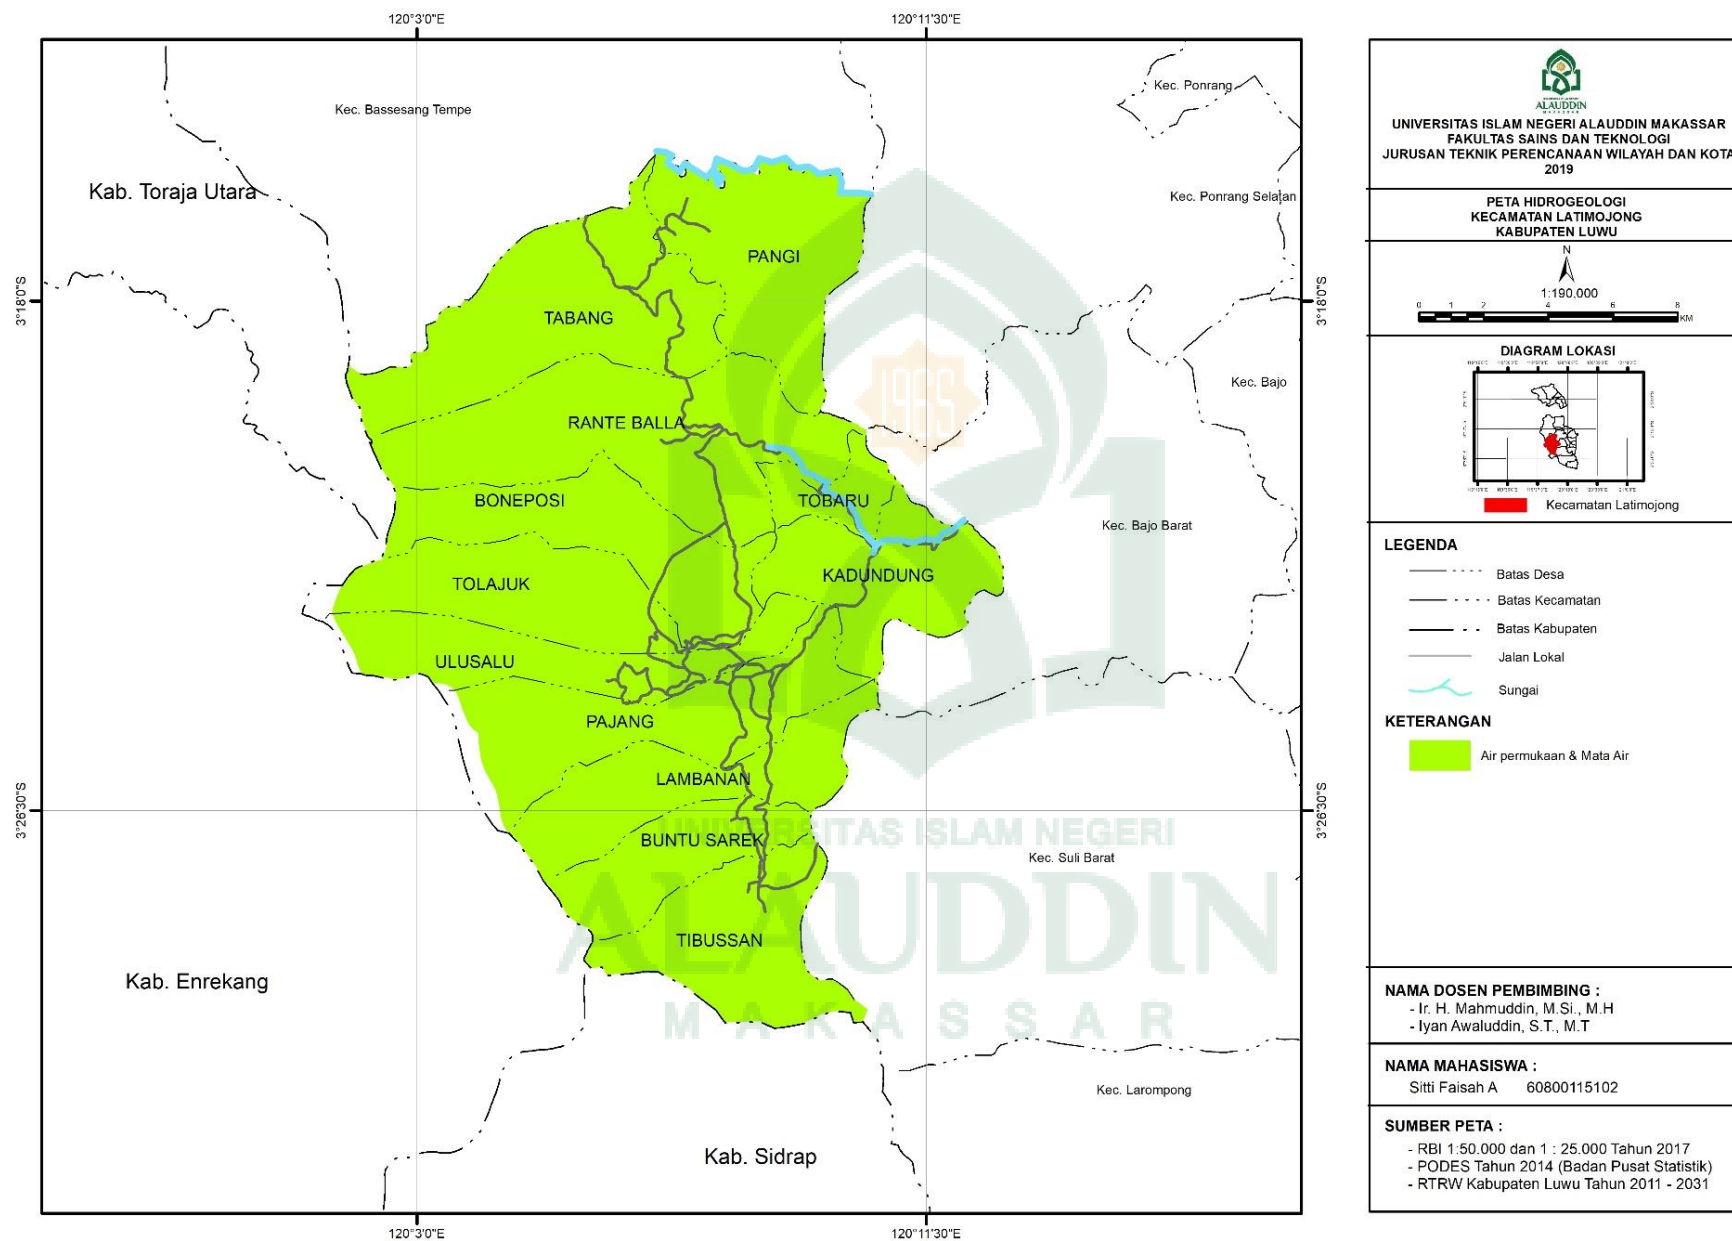 120°3'0"E
120°11'30"E
Kec. Bassesang Tempe
Kec. Ponrang
Kab. Toraja Utara
Kec. Ponrang Selatan
PANGI
3°18'0"S
3°18'0"S
TABANG
1965
Kec. Bajo
RANTE BALLA
BONEPOSI
TOBARU
Kec. Bajo Barat
TOLAJUK
KADUNDUNG
ULUSALU
PAJANG
LAMBANAN
3°26'30"S
3°26'30"S
BUNTU SAREK
UNIVERSITAS ISLAM NEGERI
Kec. Suli Barat
ALAUDDIN
TIBUSSAN
Kab. Enrekang
MAKASSAR
Kec. Larompong
Kab. Sidrap
120°3'0"E
120°11'30"E
ALAUDDIN
UNIVERSITAS ISLAM NEGERI ALAUDDIN MAKASSAR
FAKULTAS SAINS DAN TEKNOLOGI
JURUSAN TEKNIK PERENCANAAN WILAYAH DAN KOTA
2019
PETA HIDROGEOLOGI
KECAMATAN LATIMOJONG
KABUPATEN LUWU
N
1:190,000
0 1 2 4 6 8
KM
DIAGRAM LOKASI
Kecamatan Latimojong
LEGENDA
Batas Desa
Batas Kecamatan
Batas Kabupaten
Jalan Lokal
Sungai
KETERANGAN
Air permukaan & Mata Air
NAMA DOSEN PEMBIMBING :
- Ir. H. Mahmuddin, M.Si., M.H
- Iyan Awaluddin, S.T., M.T
NAMA MAHASISWA :
Sitti Faisah A 60800115102
SUMBER PETA :
- RBI 1:50.000 dan 1 : 25.000 Tahun 2017
- PODES Tahun 2014 (Badan Pusat Statistik)
- RTRW Kabupaten Luwu Tahun 2011 - 2031